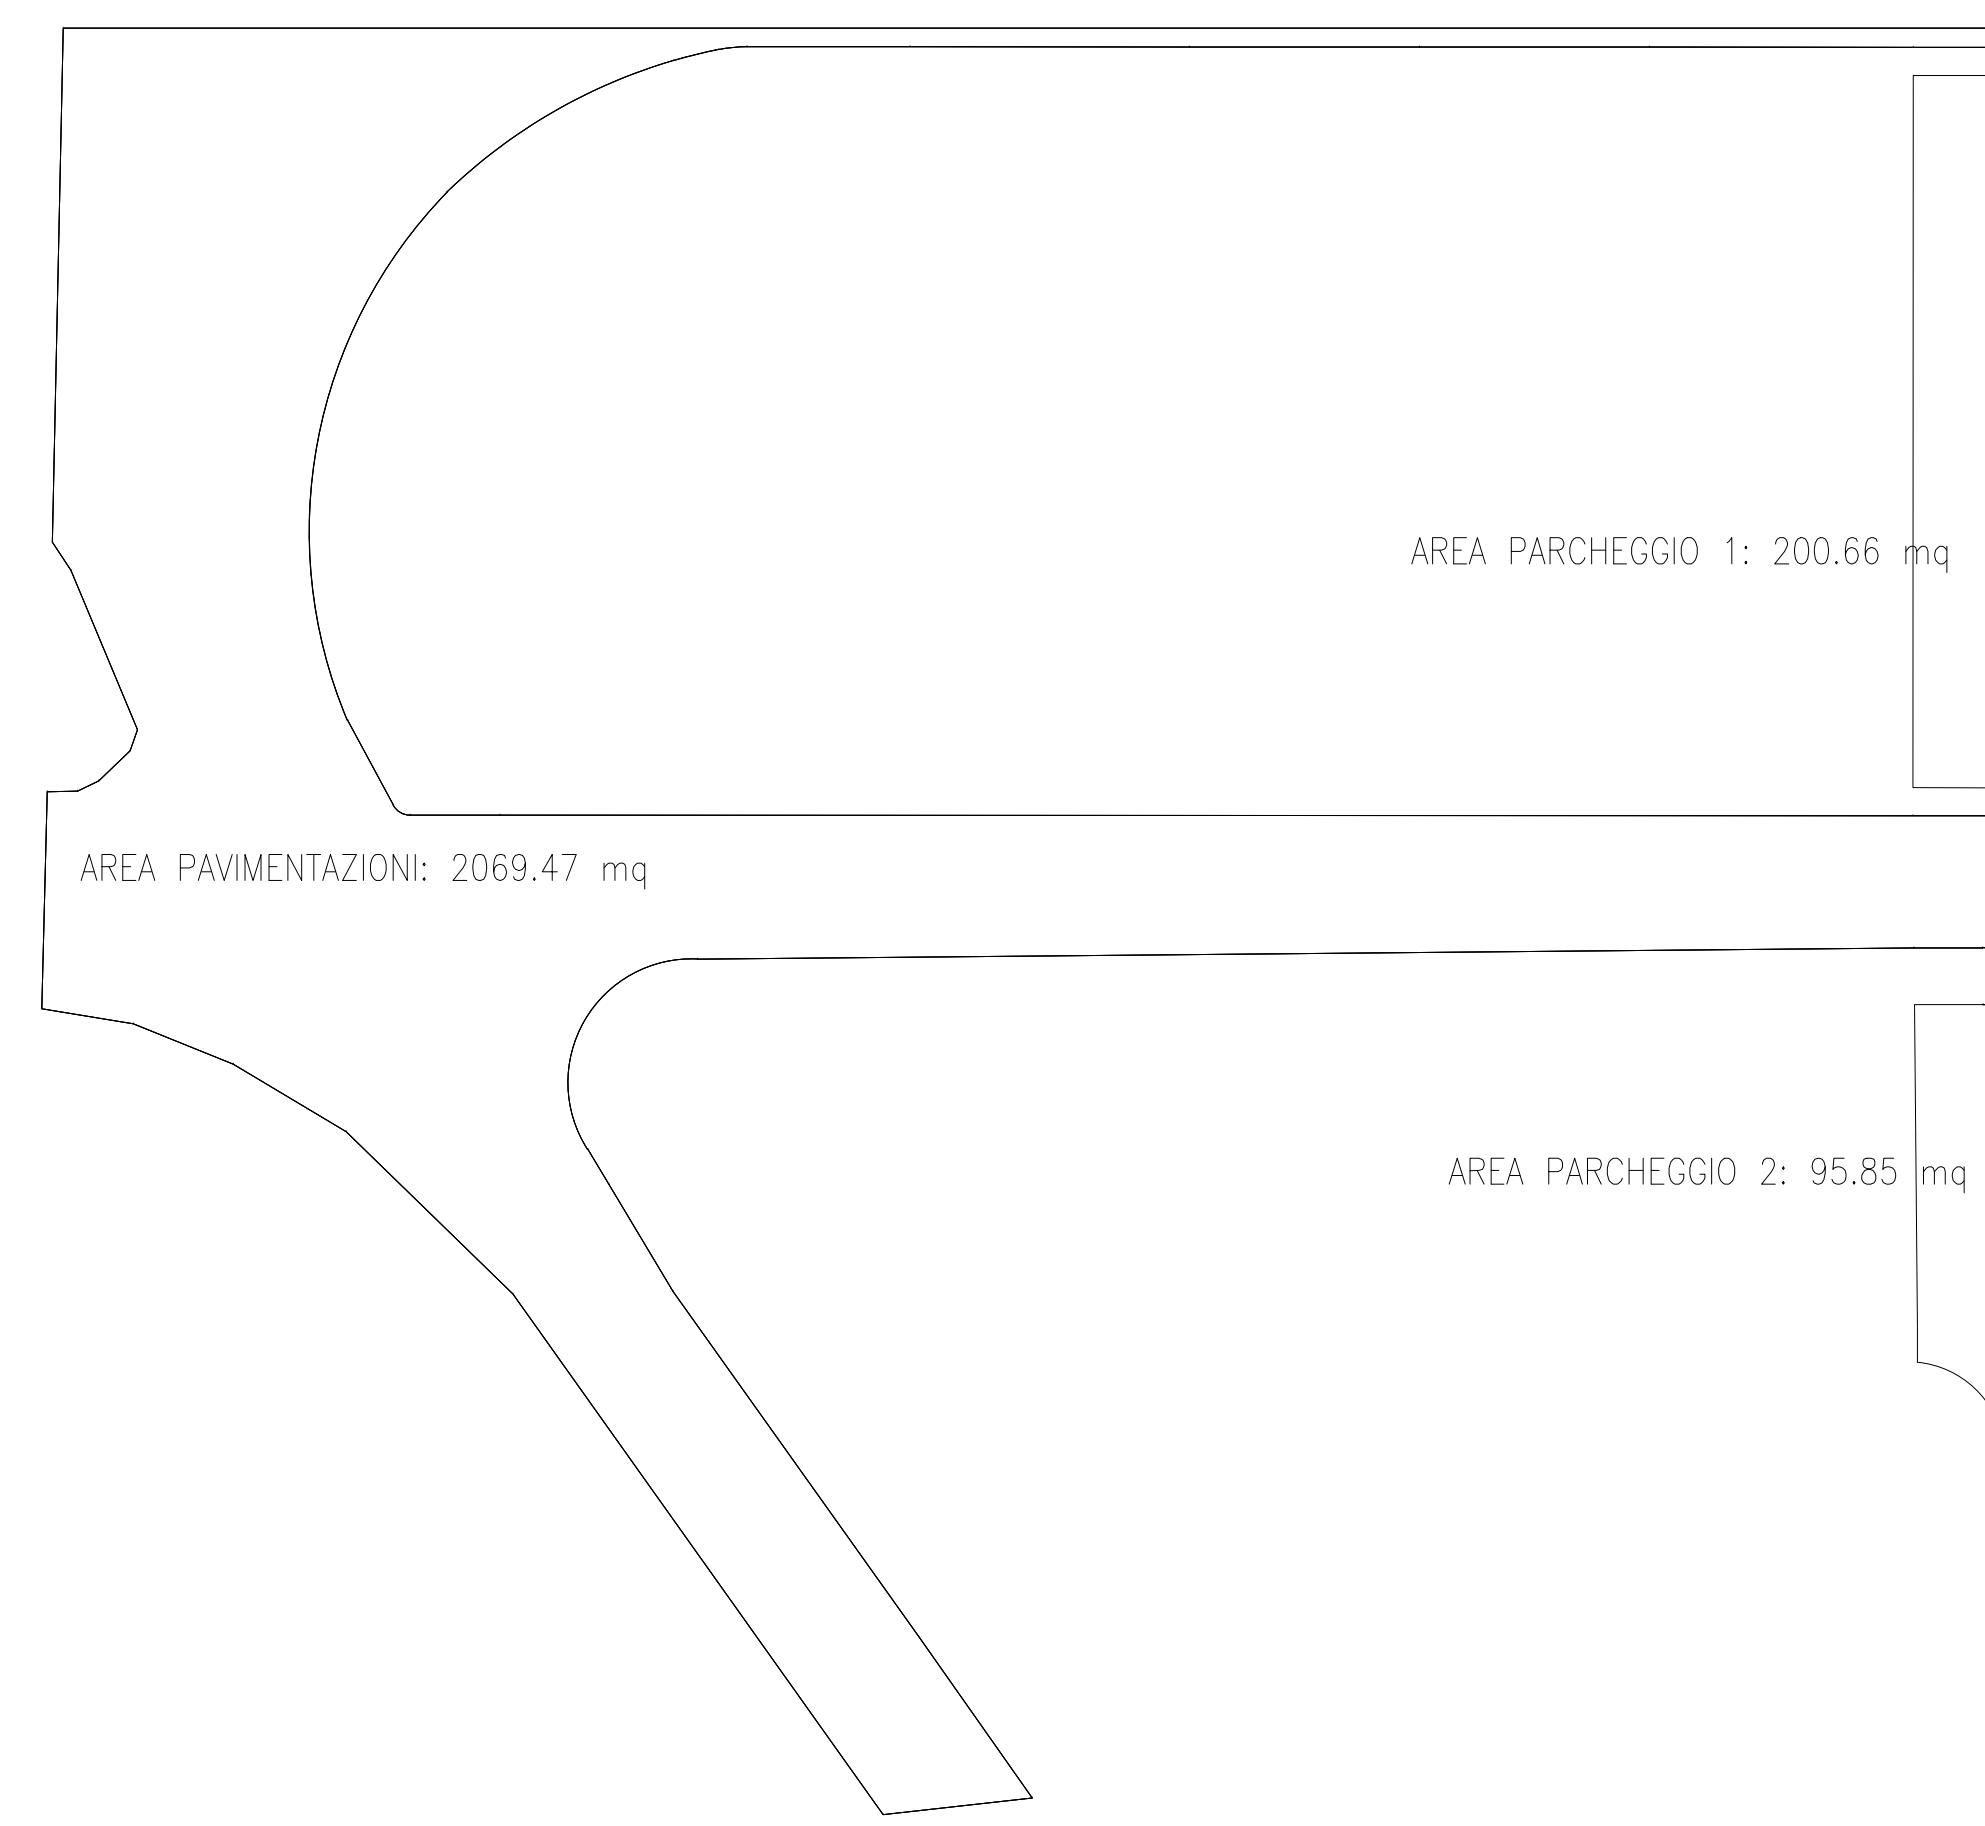 AREA PARCHEGGIO 1: 200.66 mq
AREA PAVIMENTAZIONI: 2069.47 mq
AREA PARCHEGGIO 2: 95.85 mq